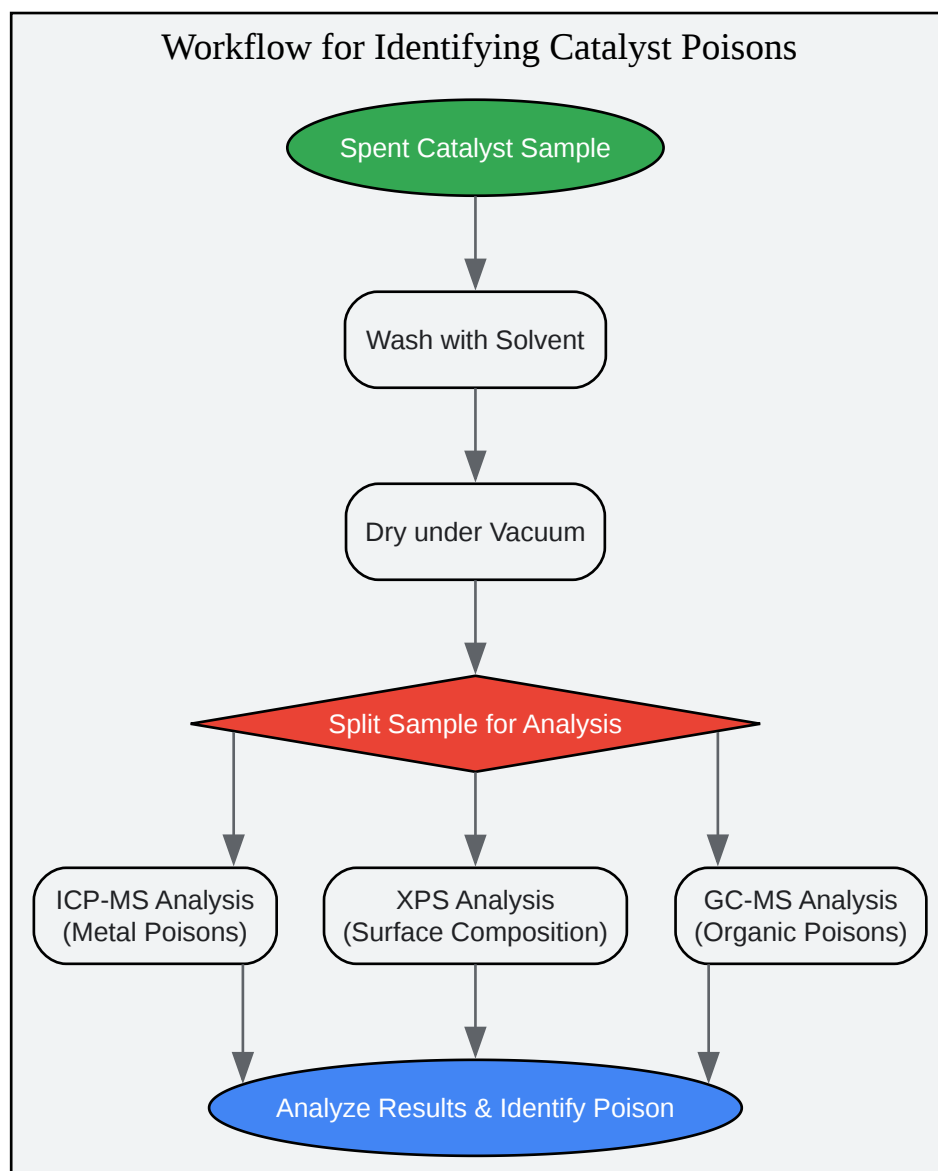 Workflow for Identifying Catalyst Poisons
Spent Catalyst Sample
Wash with Solvent
Dry under Vacuum
Split Sample for Analysis
ICP-MS Analysis
(Metal Poisons)
XPS Analysis
(Surface Composition)
GC-MS Analysis
(Organic Poisons)
Analyze Results & Identify Poison